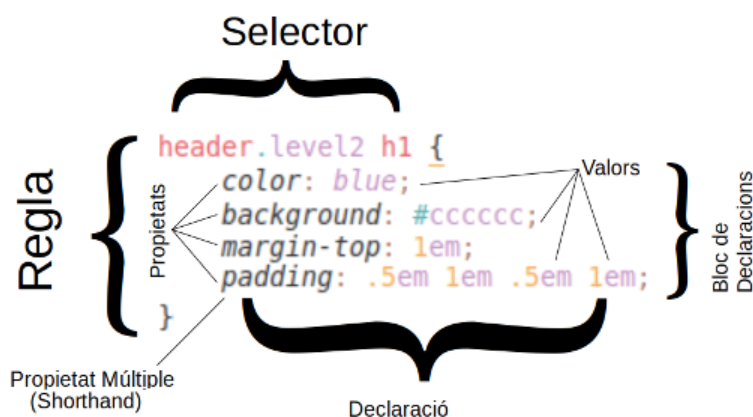 Selector
Regla
header.level2 h1 {
Propietats
color: blue;
background: #cccccc;
margin-top: 1em;
padding: .5em 1em .5em 1em;
}
Valors
Bloc de
Declaracions
Propietat Múltiple
(Shorthand)
Declaració